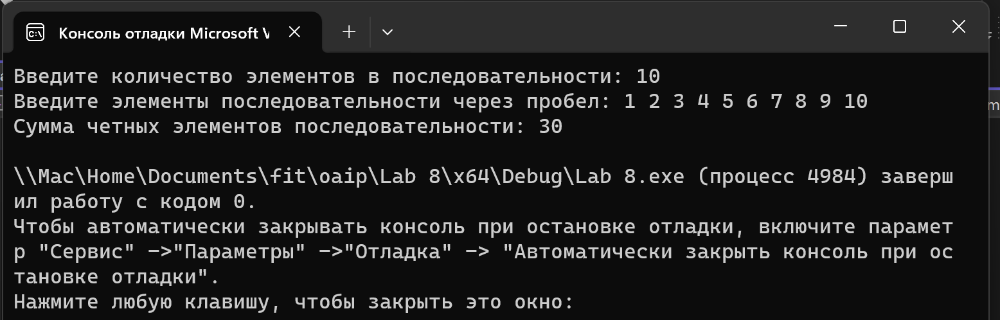 Консоль отладки Microsoft V
Введите количество элементов в последовательности: 10
Введите элементы последовательности через пробел: 1 2 3 4 5 6 7 8 9 10
Сумма четных элементов последовательности: 30
\\Mac\Home\Documents\fit\oaip\Lab 8\x64\Debug\Lab 8.exe (процесс 4984) заверш
ил работу с кодом 0.
Чтобы автоматически закрывать консоль при остановке отладки, включите парамет
р "Сервис" ->"Параметры" ->"Отладка" -> "Автоматически закрыть консоль при ос
тановке отладки".
Нажмите любую клавишу, чтобы закрыть это окно: